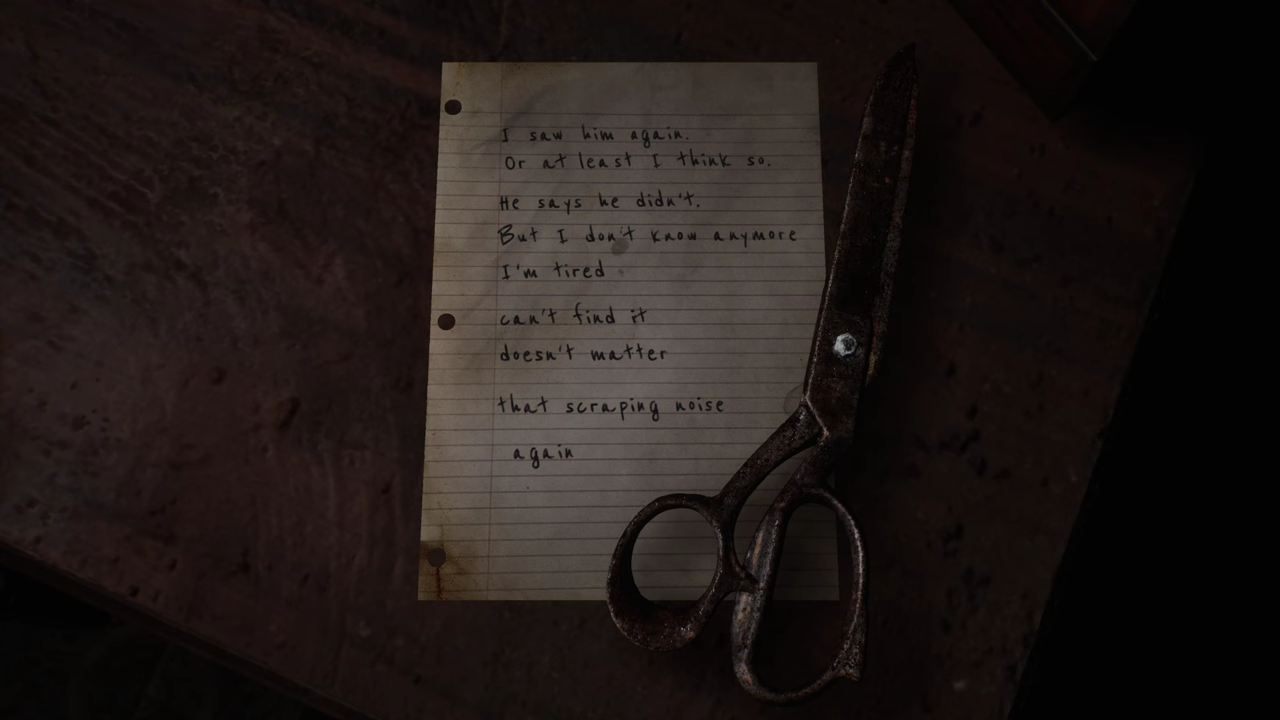 I saw him again.
Or at least I think so.
He says he didn't.
But I don't know anymore
I'm tired
can't find it
doesn't matter
that scraping noise
again